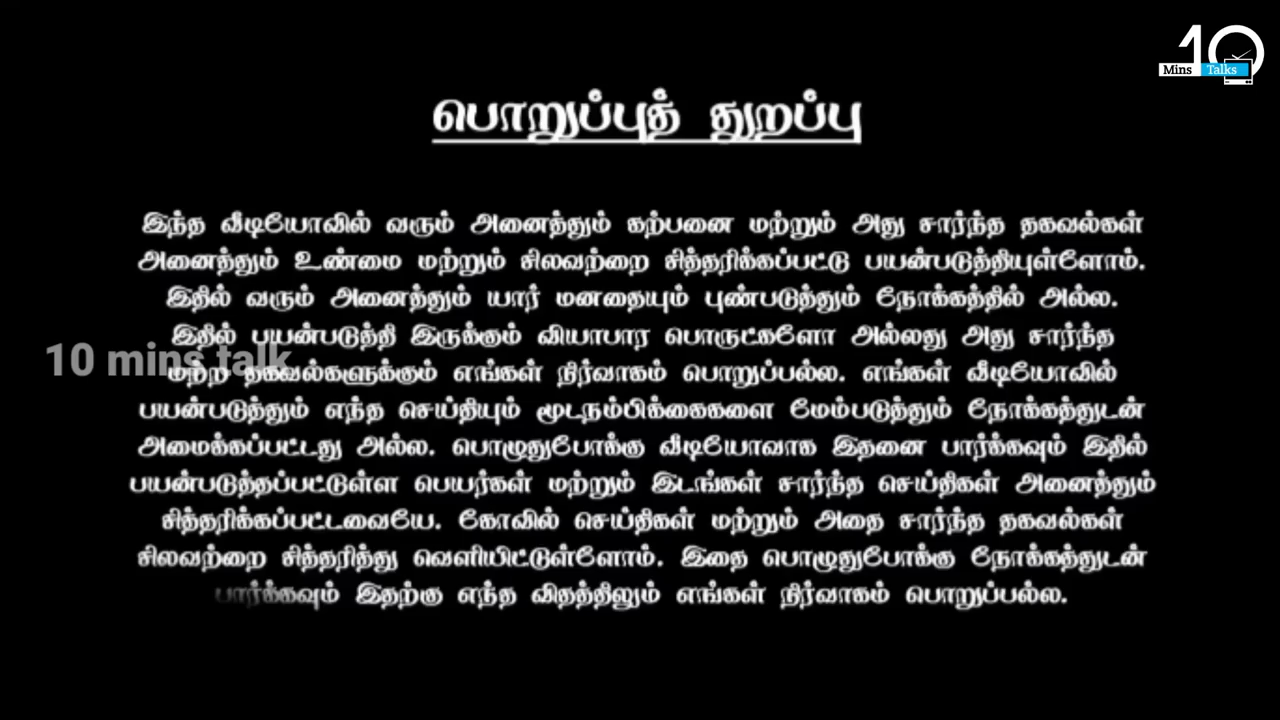 10
Mins Talks
பொறுப்புத் துறப்பு
இந்த வீடியோவில் வரும் அனைத்தும் கற்பனை மற்றும் அது சார்ந்த தகவல்கள்
அனைத்தும் உண்மை மற்றும் சிலவற்றை சித்தரிக்கப்பட்டு பயன்படுத்தியுள்ளோம்.
இதில் வரும் அனைத்தும் யார் மனதையும் புண்படுத்தும் நோக்கத்தில் அல்ல.
இதில் பயன்படுத்தி இருக்கும் வியாபார பொருட்களோ அல்லது அது சார்ந்த
10 mins talk
மற்ற தகவல்களுக்கும் எங்கள் நிர்வாகம் பொறுப்பல்ல. எங்கள் வீடியோவில்
பயன்படுத்தும் எந்த செய்தியும் மூடநம்பிக்கைகளை மேம்படுத்தும் நோக்கத்துடன்
அமைக்கப்பட்டது அல்ல. பொழுதுபோக்கு வீடியோவாக இதனை பார்க்கவும் இதில்
பயன்படுத்தப்பட்டுள்ள பெயர்கள் மற்றும் இடங்கள் சார்ந்த செய்திகள் அனைத்தும்
சித்தரிக்கப்பட்டவையே. கோவில் செய்திகள் மற்றும் அதை சார்ந்த தகவல்கள்
சிலவற்றை சித்தரித்து வெளியிட்டுள்ளோம். இதை பொழுதுபோக்கு நோக்கத்துடன்
பார்க்கவும் இதற்கு எந்த விதத்திலும் எங்கள் நிர்வாகம் பொறுப்பல்ல.